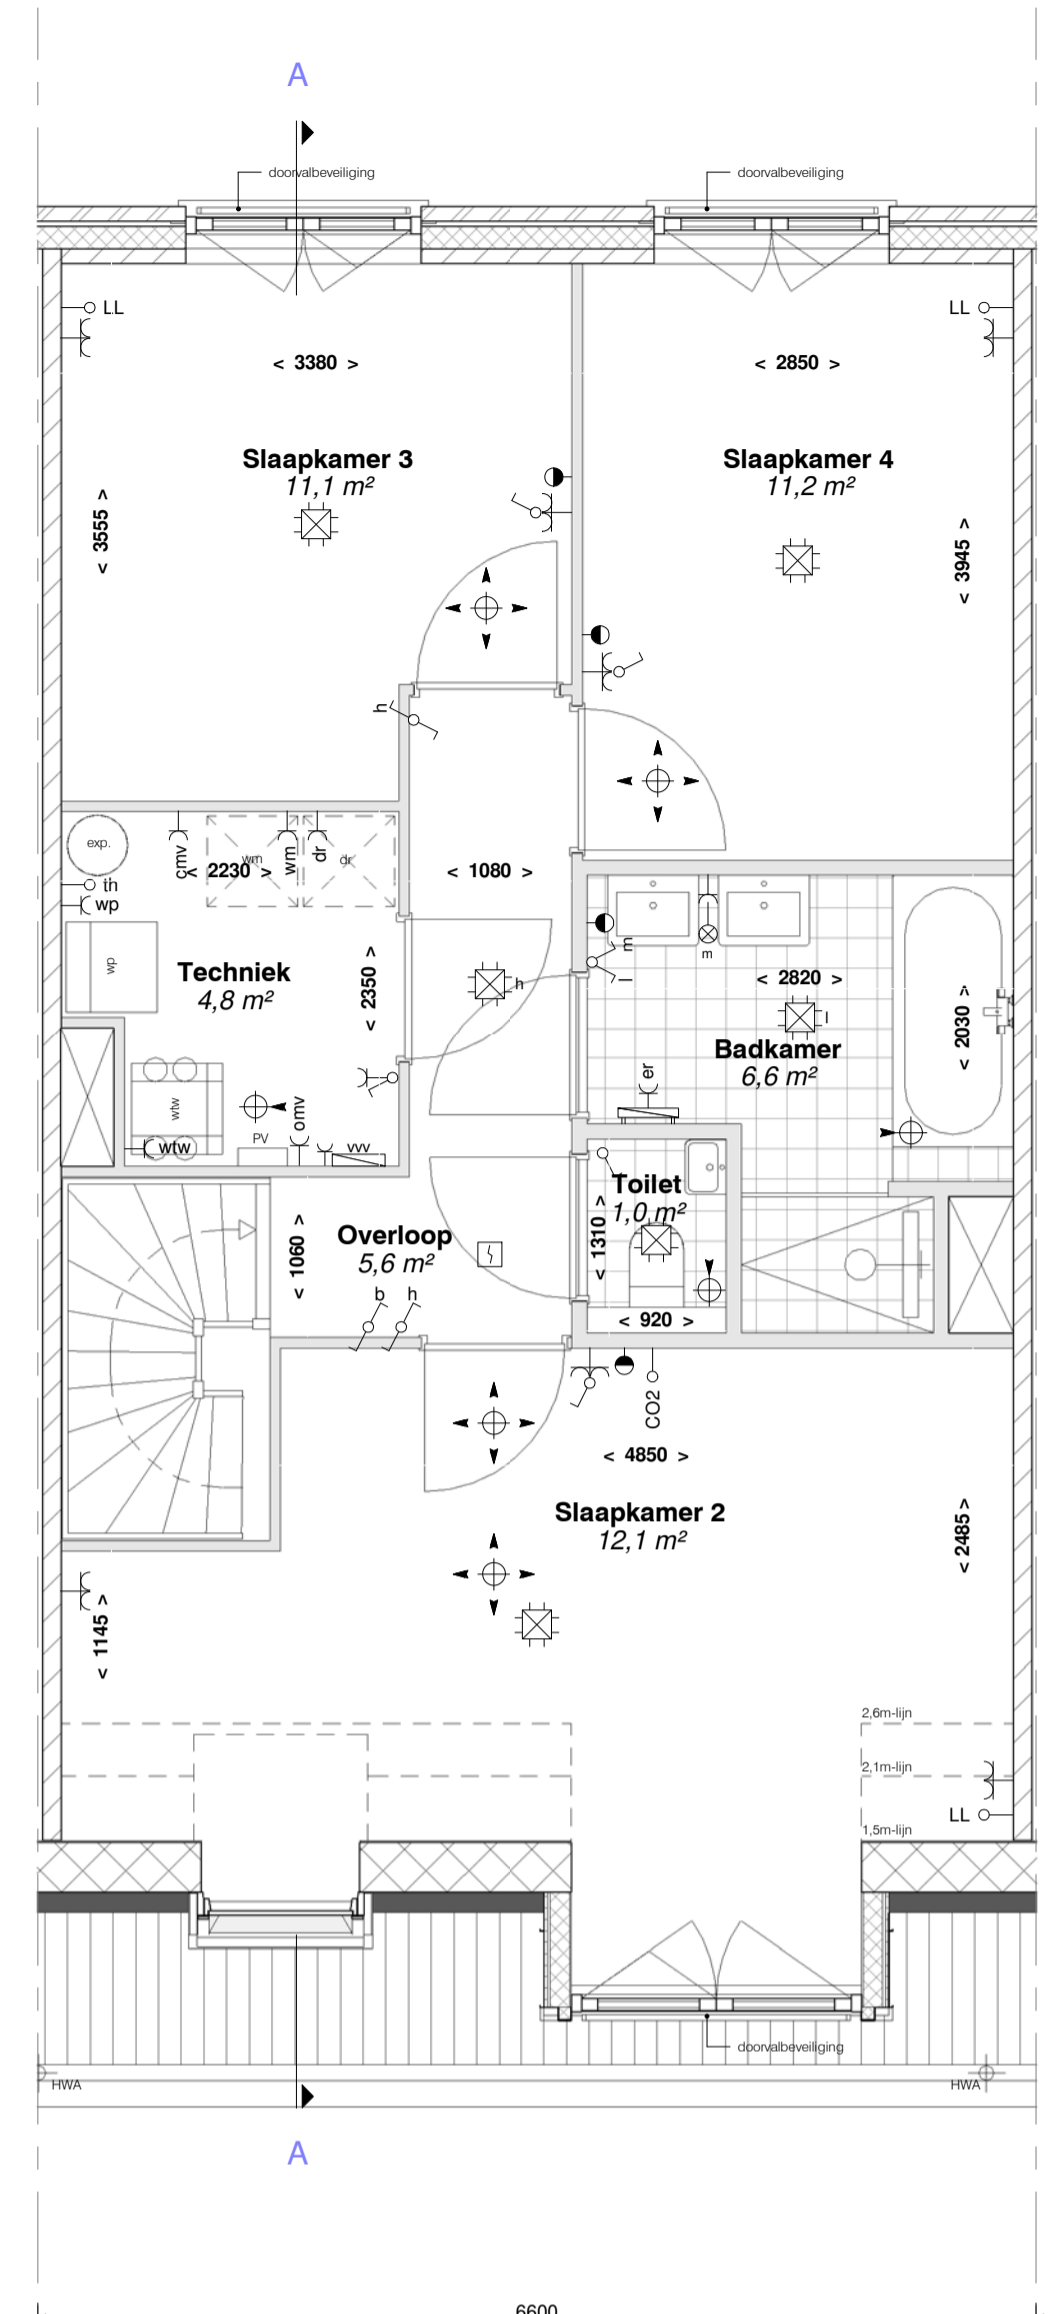 A
doorvalbeveiliging
doorvalbeveiliging
LL
LL
< 3380 >
< 2850 >
Slaapkamer 3
11,1 m²
Slaapkamer 4
11,2 m²
< 3555 >
< 3945 >
h
exp.
cmv
wm
wm
dr
dr
< 2230 >
< 1080 >
th
wp
wp
Techniek
4,8 m²
< 2350 >
h
m
l
m
< 2820 >
l
Badkamer
6,6 m²
< 2030 >
er
wtw
wtw
PV
omv
vvv
Toilet
1,0 m²
< 1310 >
< 920 >
Overloop
5,6 m²
< 1060 >
b
h
CO2
< 4850 >
Slaapkamer 2
12,1 m²
< 2485 >
< 1145 >
2,6m-lijn
2,1m-lijn
LL
1,5m-lijn
doorvalbeveiliging
HWA
HWA
A
6600